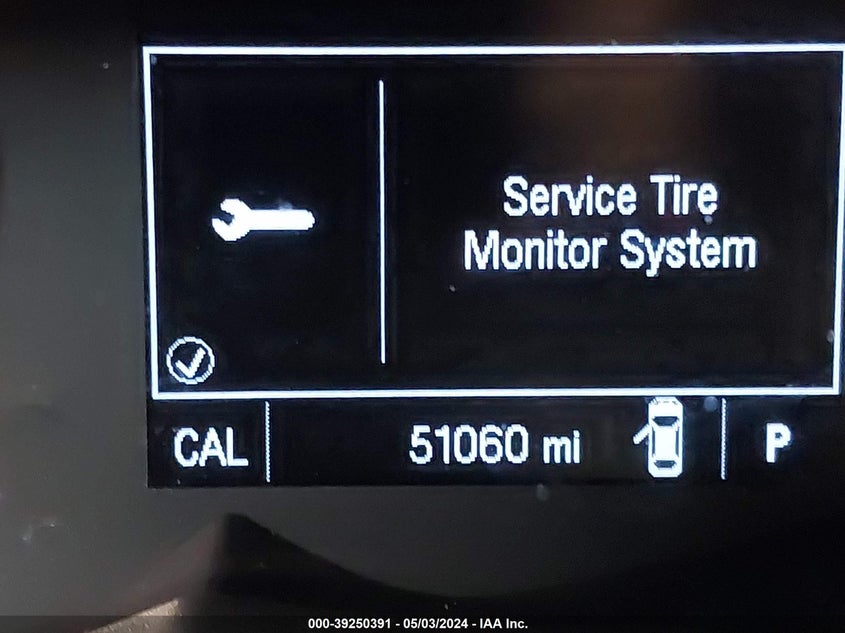 Service Tire
Monitor System
CAL
51060 mi
P
000-39250391 - 05/03/2024 - IAA Inc.